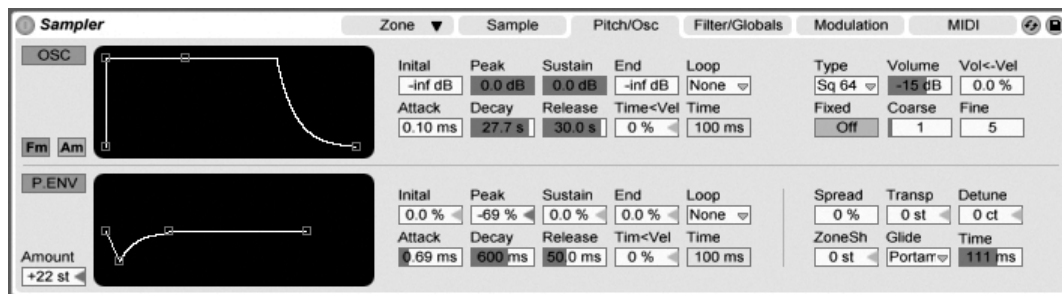 Sampler Zone Sample Pitch/Osc Filter/Globals Modulation MIDI
OSC
Inital Peak Sustain End Loop Type Volume Vol<-Vel
-inf dB 0.0 dB 0.0 dB -inf dB None Sq 64 -15 dB 0.0 %
Attack Decay Release Time<Vel Time Fixed Coarse Fine
0.10 ms 27.7 s 30.0 s 0 % 100 ms Off 1 5
Fm Am
P.ENV
Inital Peak Sustain End Loop Spread Transp Detune
0.0 % -69 % 0.0 % 0.0 % None 0 % 0 st 0 ct
Attack Decay Release Tim<Vel Time ZoneSh Glide Time
Amount
0.69 ms 600 ms 50.0 ms 0 % 100 ms 0 st Portam 111 ms
+22 st